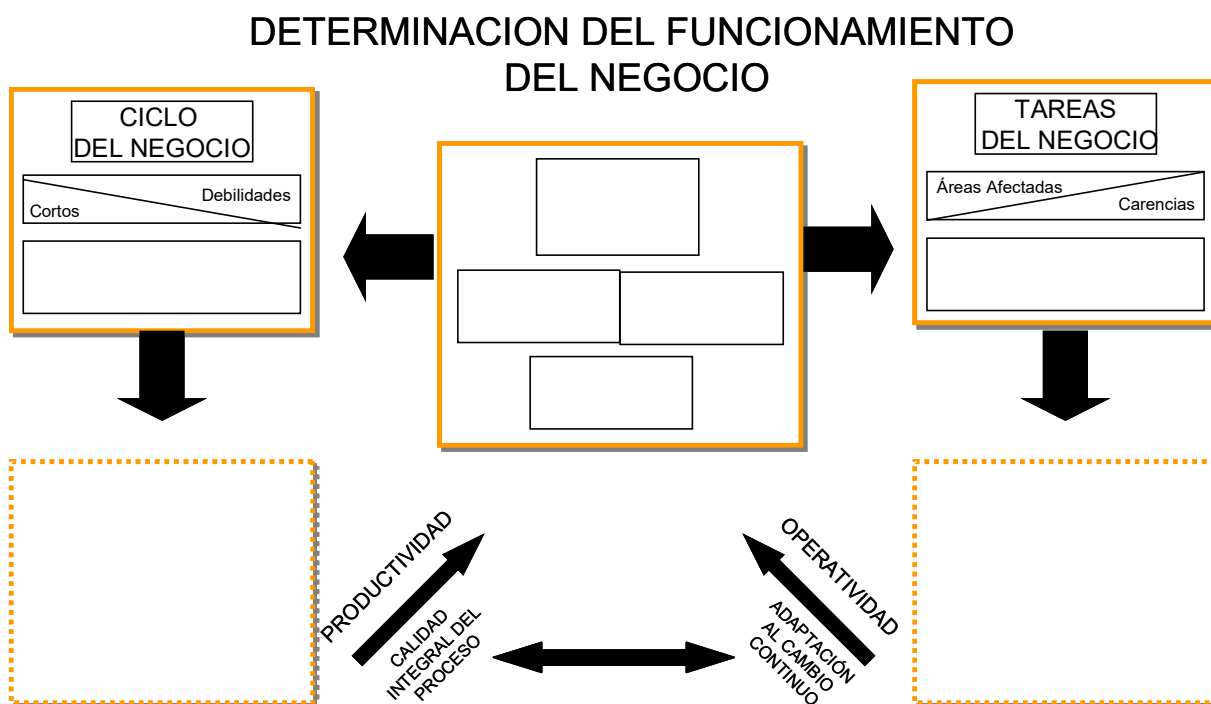 DETERMINACION DEL FUNCIONAMIENTO
DEL NEGOCIO
CICLO
DEL NEGOCIO
Debilidades
Cortos
TAREAS
DEL NEGOCIO
Áreas Afectadas
Carencias
PRODUCTIVIDAD
CALIDAD
INTEGRAL DEL
PROCESO
OPERATIVIDAD
ADAPTACIÓN
AL CAMBIO
CONTINUO